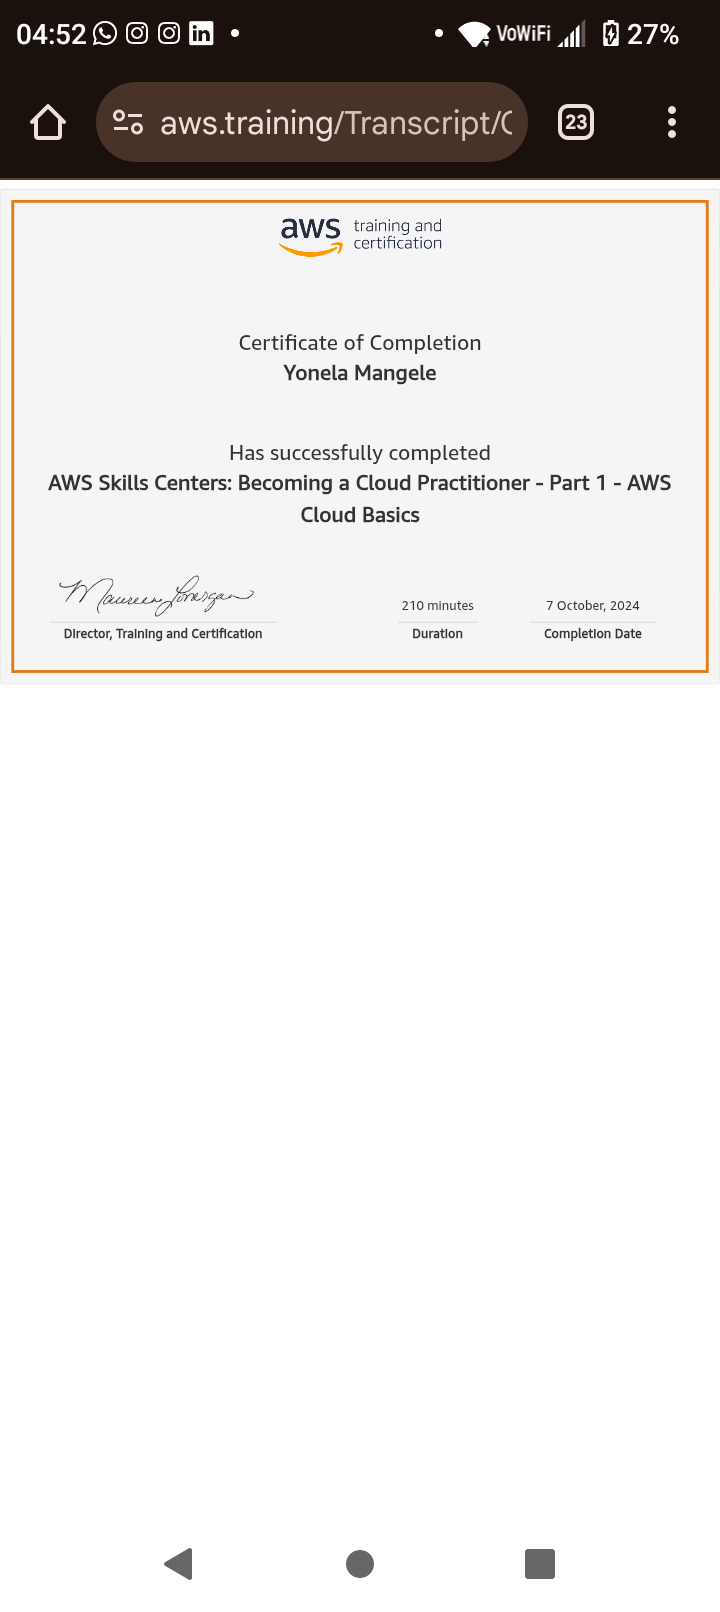 04:52
VoWiFi
27%
aws.training/Transcript/C
23
aws training and
certification
Certificate of Completion
Yonela Mangele
Has successfully completed
AWS Skills Centers: Becoming a Cloud Practitioner - Part 1 - AWS
Cloud Basics
Maureen Lonergan
210 minutes
7 October, 2024
Director, Training and Certification
Duration
Completion Date